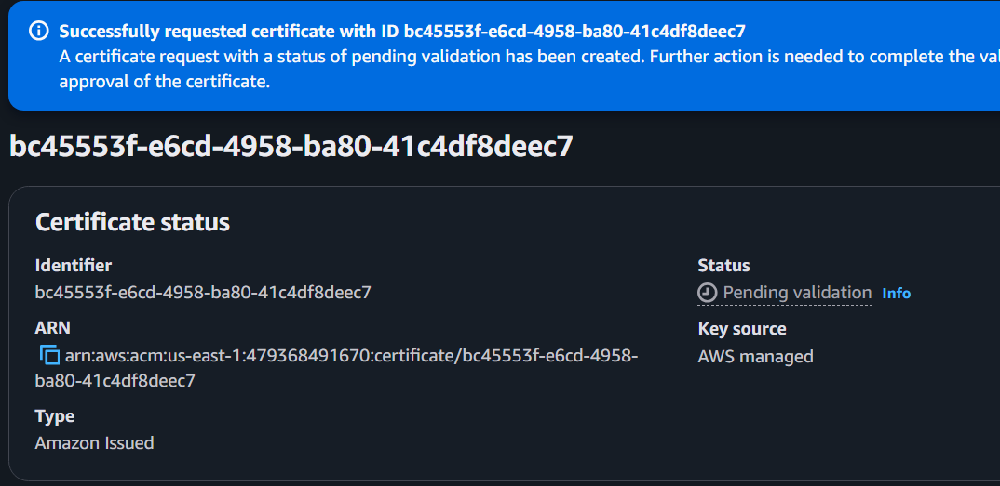 Successfully requested certificate with ID bc45553f-e6cd-4958-ba80-41c4df8deec7
A certificate request with a status of pending validation has been created. Further action is needed to complete the
approval of the certificate.
bc45553f-e6cd-4958-ba80-41c4df8deec7
Certificate status
Identifier
bc45553f-e6cd-4958-ba80-41c4df8deec7
ARN
arn:aws:acm:us-east-1:479368491670:certificate/bc45553f-e6cd-4958-
ba80-41c4df8deec7
Type
Amazon Issued
Status
Pending validation Info
Key source
AWS managed